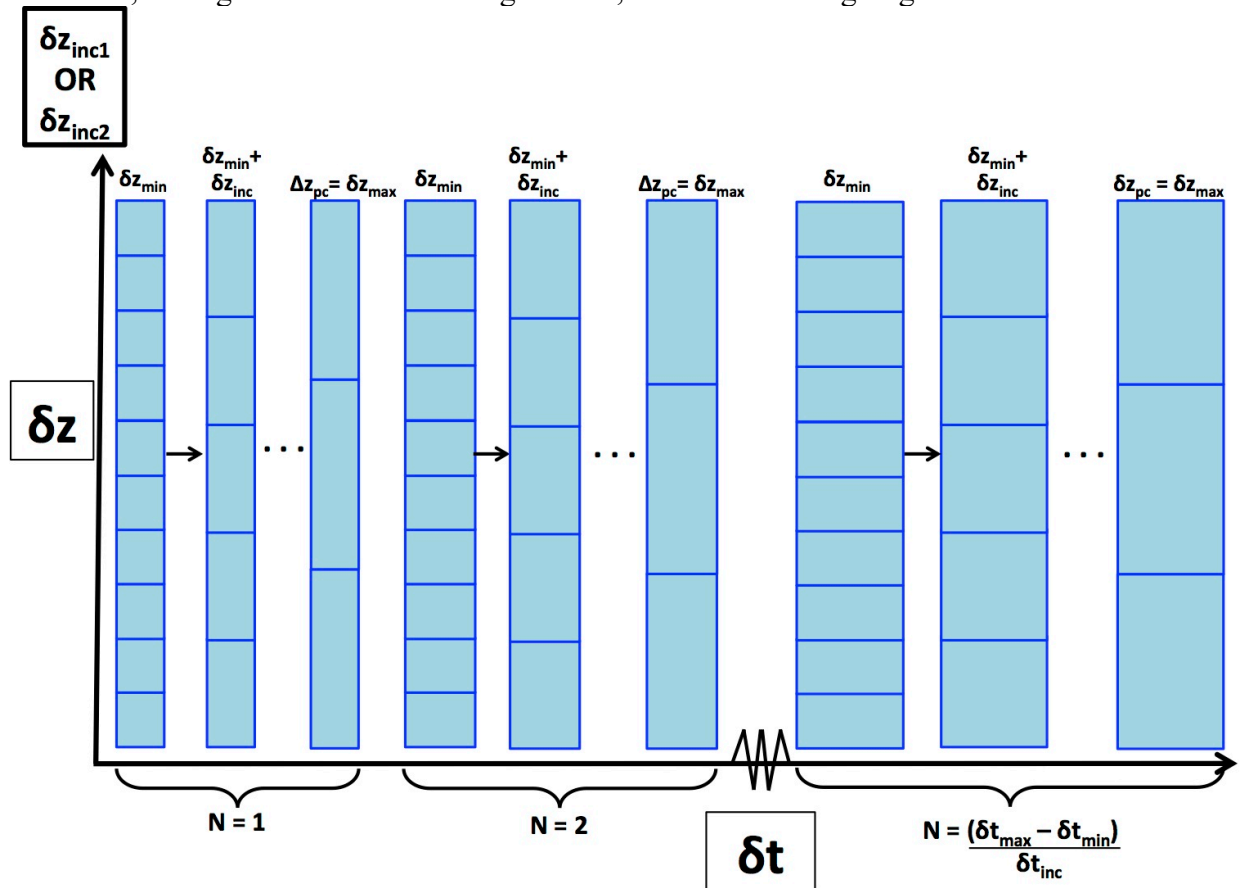 δz_inc1
OR
δz_inc2
δz_min
δz_min+
δz_inc
Δz_pc= δz_max
δz_min
δz_min+
δz_inc
Δz_pc= δz_max
δz_min
δz_min+
δz_inc
δz_pc = δz_max
δz
. . .
. . .
. . .
N = 1
N = 2
δt
N = (δt_max – δt_min)
δt_inc